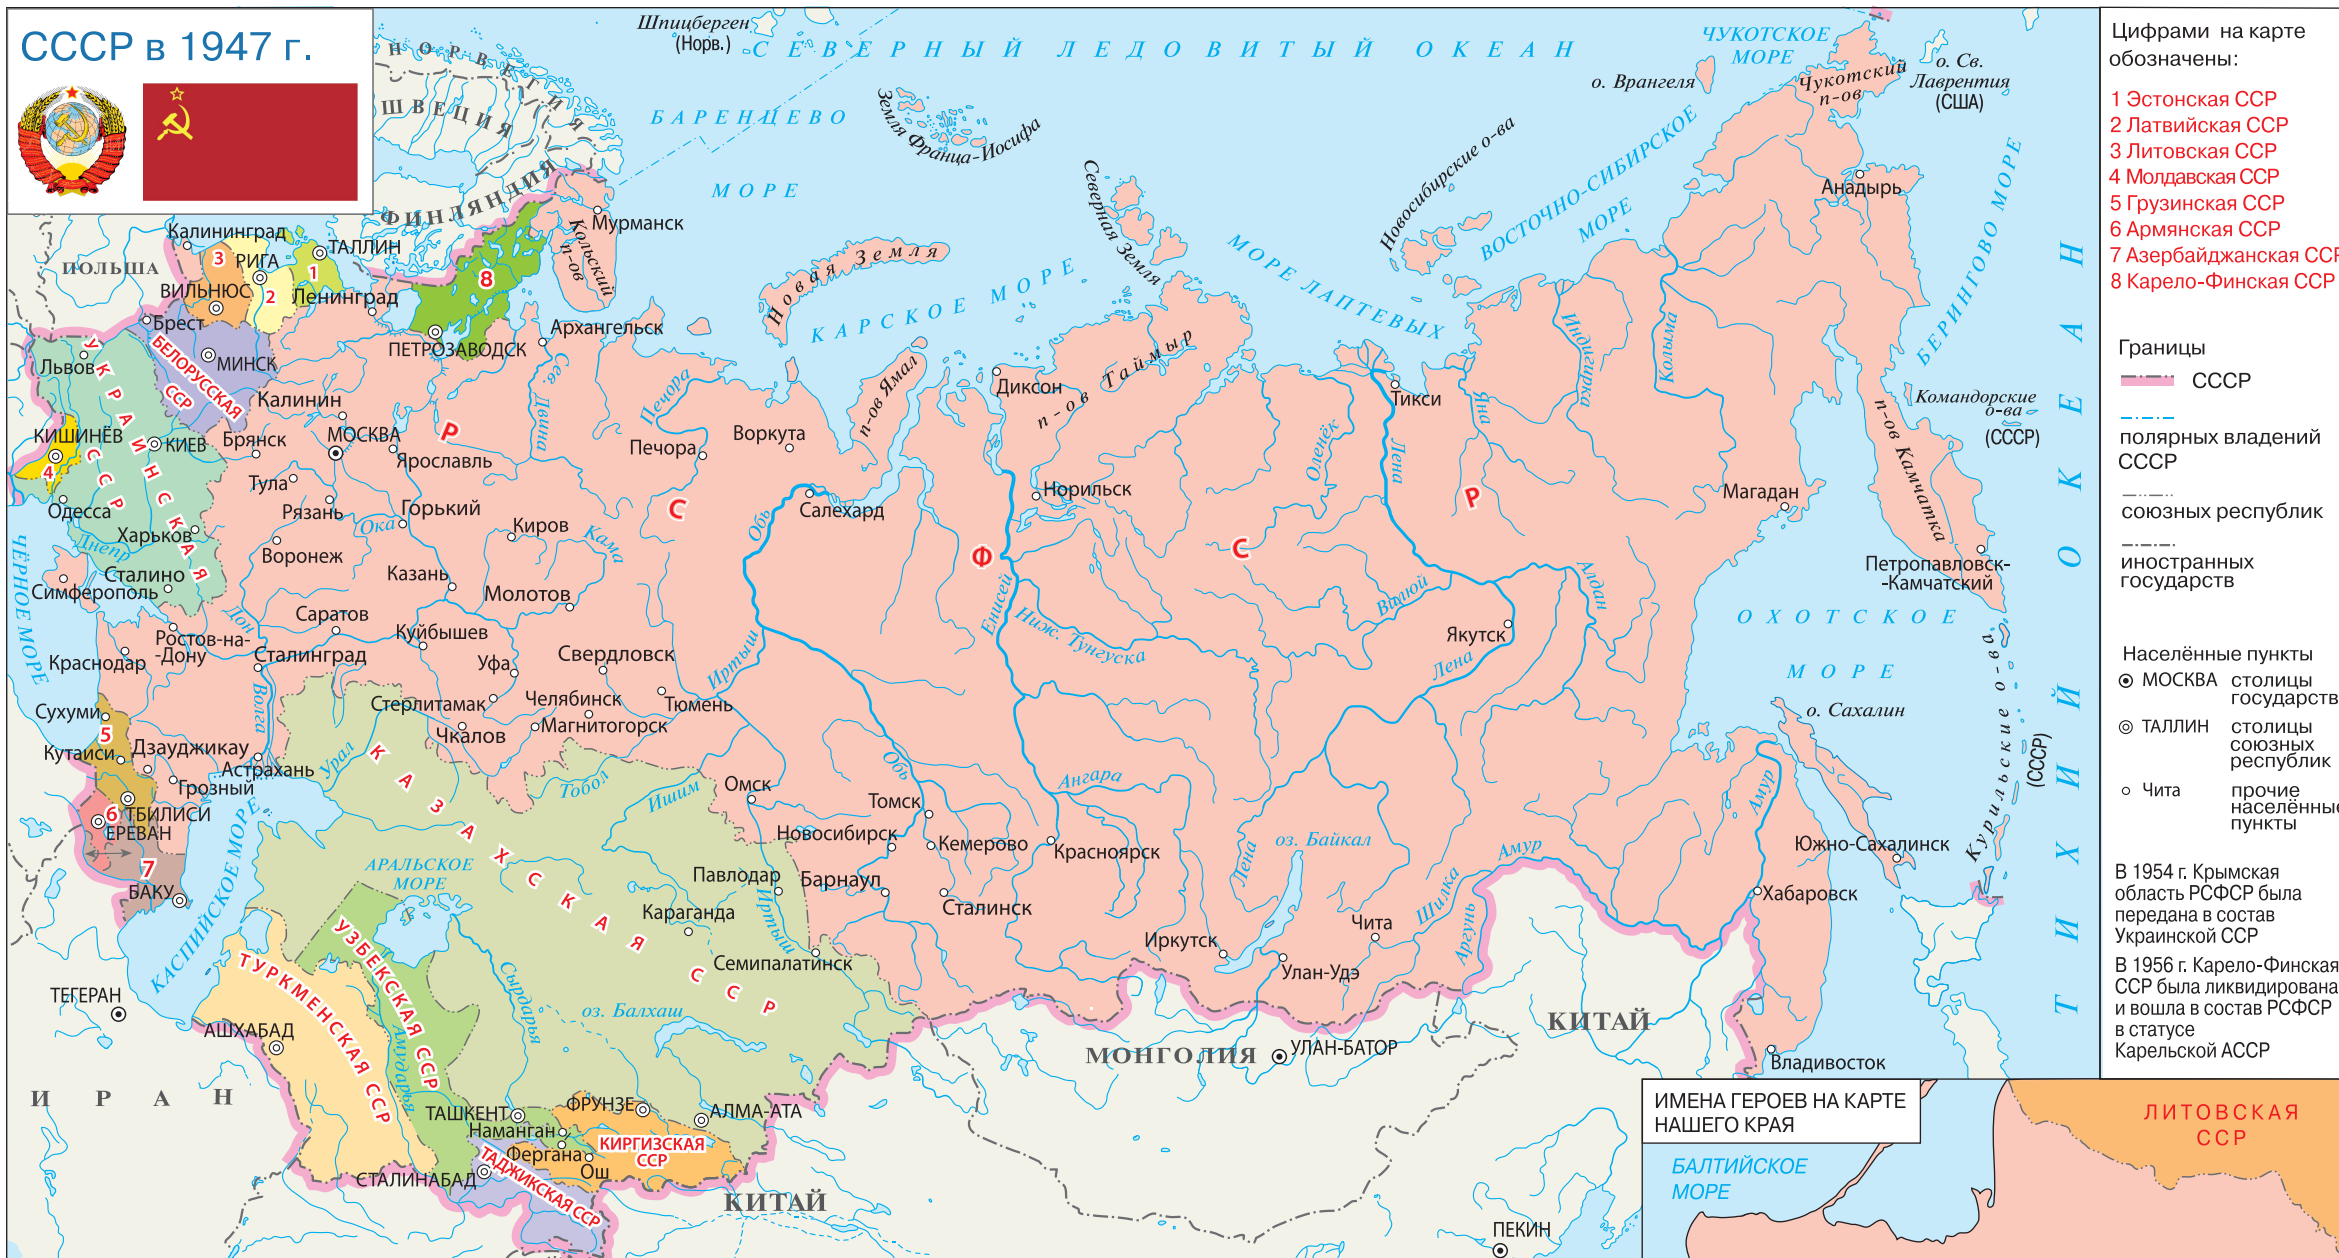 СССР в 1947 г.
Шпицберген
(Норв.)
СЕВЕРНЫЙ ЛЕДОВИТЫЙ ОКЕАН
ЧУКОТСКОЕ
МОРЕ
о. Врангеля
Чукотский
п-ов
о. Св.
Лаврентия
(США)
НОРВЕГИЯ
ШВЕЦИЯ
ФИНЛЯНДИЯ
БАРЕНЦЕВО
МОРЕ
Земля Франца-Иосифа
Северная Земля
Новосибирские о-ва
ВОСТОЧНО-СИБИРСКОЕ
МОРЕ
МОРЕ ЛАПТЕВЫХ
КАРСКОЕ МОРЕ
Новая Земля
БЕРИНГОВО МОРЕ
ТИХИЙ ОКЕАН
Анадырь
Мурманск
Кольский
п-ов
Калининград
ТАЛЛИН
ПОЛЬША
3
РИГА
1
8
ВИЛЬНЮС
2
Ленинград
Брест
Архангельск
ПЕТРОЗАВОДСК
МИНСК
БЕЛОРУССКАЯ
ССР
Львов
УКРАИНСКАЯ
ССР
КИШИНЁВ
4
КИЕВ
Одесса
Харьков
Днепр
Сталино
Симферополь
ЧЁРНОЕ МОРЕ
Калинин
Брянск
МОСКВА
Ярославль
Тула
Рязань
Ока
Горький
Воронеж
Киров
Кама
Казань
Молотов
Саратов
Куйбышев
Дон
Ростов-на-
-Дону
Краснодар
Сталинград
Уфа
Свердловск
Стерлитамак
Челябинск
Тюмень
Чкалов
Магнитогорск
Волга
Сев. Двина
Печора
Печора
Воркута
п-ов Ямал
Диксон
п-ов Таймыр
Норильск
Салехард
Обь
Иртыш
Енисей
Ниж. Тунгуска
Оленёк
Лена
Тикси
Яна
Индигирка
Колыма
Р С Ф С Р
Вилюй
Алдан
Якутск
Лена
Магадан
п-ов Камчатка
Командорские
о-ва
(СССР)
Петропавловск-
-Камчатский
ОХОТСКОЕ
МОРЕ
о. Сахалин
Курильские о-ва
(СССР)
Южно-Сахалинск
Амур
Хабаровск
Владивосток
Сухуми
5
Кутаиси
Дзауджикау
Астрахань
Грозный
ТБИЛИСИ
6
ЕРЕВАН
7
БАКУ
КАСПИЙСКОЕ МОРЕ
Урал
КАЗАХСКАЯ ССР
Тобол
Ишим
Омск
Обь
Томск
Новосибирск
Кемерово
Красноярск
Ангара
Павлодар
Барнаул
Сталинск
Караганда
Иртыш
Семипалатинск
АРАЛЬСКОЕ
МОРЕ
Сырдарья
оз. Балхаш
Лена
оз. Байкал
Иркутск
Улан-Удэ
Чита
Шилка
Аргунь
Амур
ТУРКМЕНСКАЯ ССР
УЗБЕКСКАЯ ССР
Амударья
ТЕГЕРАН
АШХАБАД
ИРАН
ТАШКЕНТ
Наманган
ФРУНЗЕ
АЛМА-АТА
КИРГИЗСКАЯ
ССР
Фергана
Ош
СТАЛИНАБАД
ТАДЖИКСКАЯ ССР
КИТАЙ
МОНГОЛИЯ
УЛАН-БАТОР
КИТАЙ
ПЕКИН
Цифрами на карте
обозначены:
1 Эстонская ССР
2 Латвийская ССР
3 Литовская ССР
4 Молдавская ССР
5 Грузинская ССР
6 Армянская ССР
7 Азербайджанская ССР
8 Карело-Финская ССР
Границы
СССР
полярных владений
СССР
союзных республик
иностранных
государств
Населённые пункты
МОСКВА столицы
государств
ТАЛЛИН столицы
союзных
республик
Чита прочие
населённые
пункты
В 1954 г. Крымская
область РСФСР была
передана в состав
Украинской ССР
В 1956 г. Карело-Финская
ССР была ликвидирована
и вошла в состав РСФСР
в статусе
Карельской АССР
ИМЕНА ГЕРОЕВ НА КАРТЕ
НАШЕГО КРАЯ
БАЛТИЙСКОЕ
МОРЕ
ЛИТОВСКАЯ
ССР